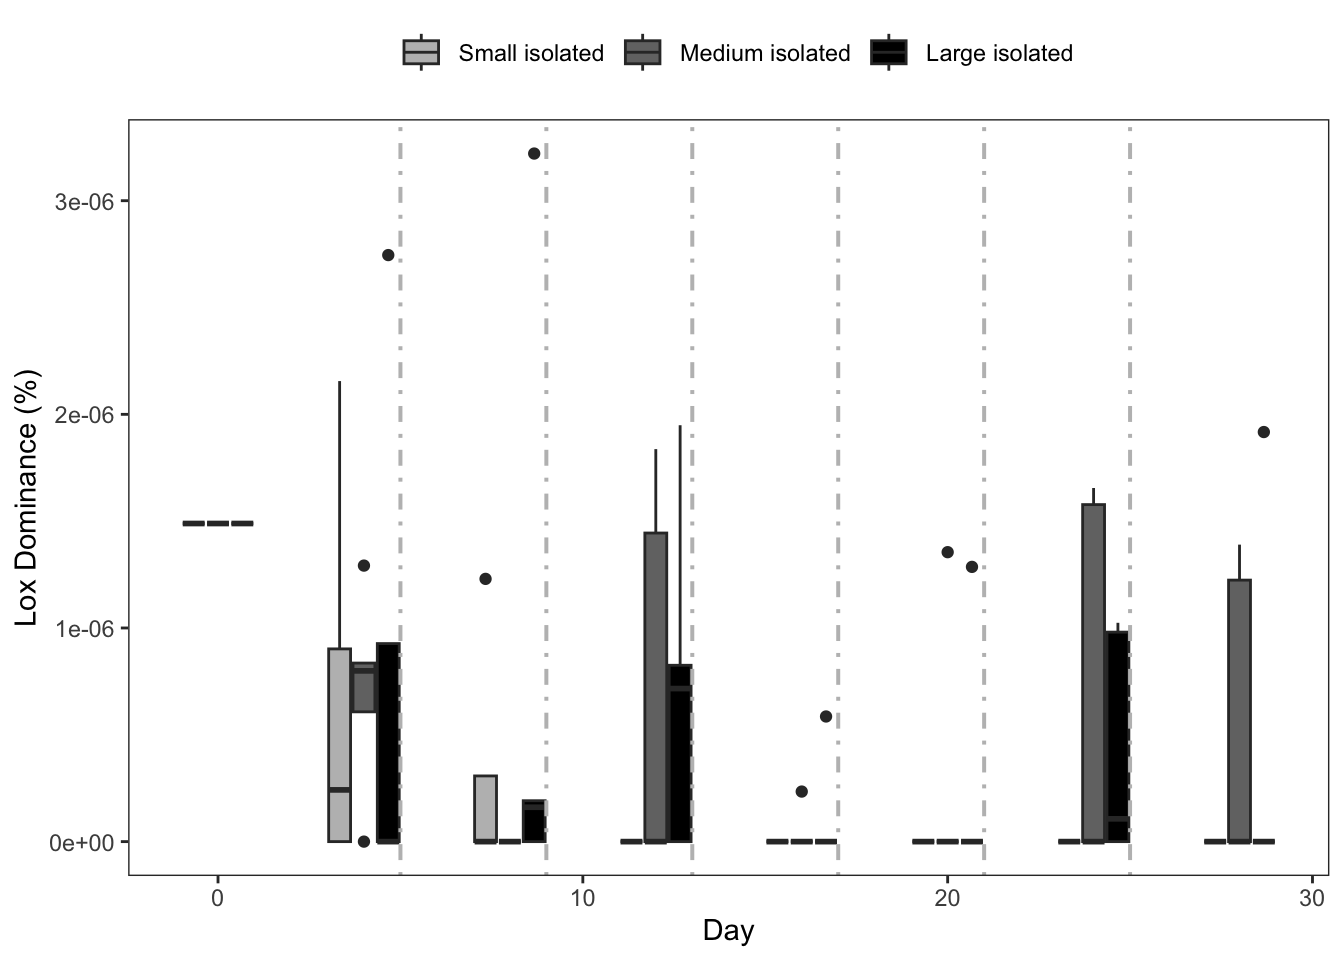 Small isolated Medium isolated Large isolated
3e-06
2e-06
1e-06
0e+00
Lox Dominance (%)
0 10 20 30
Day